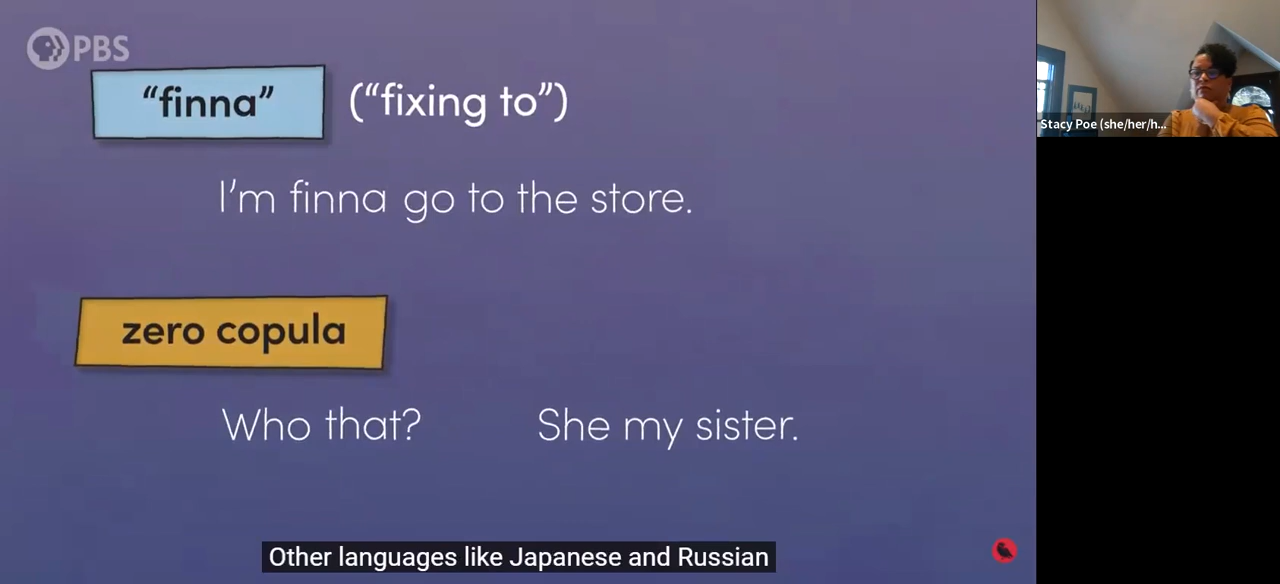 PBS
“finna” (“fixing to”)
I’m finna go to the store.
zero copula
Who that? She my sister.
Other languages like Japanese and Russian
Stacy Poe (she/her/h...